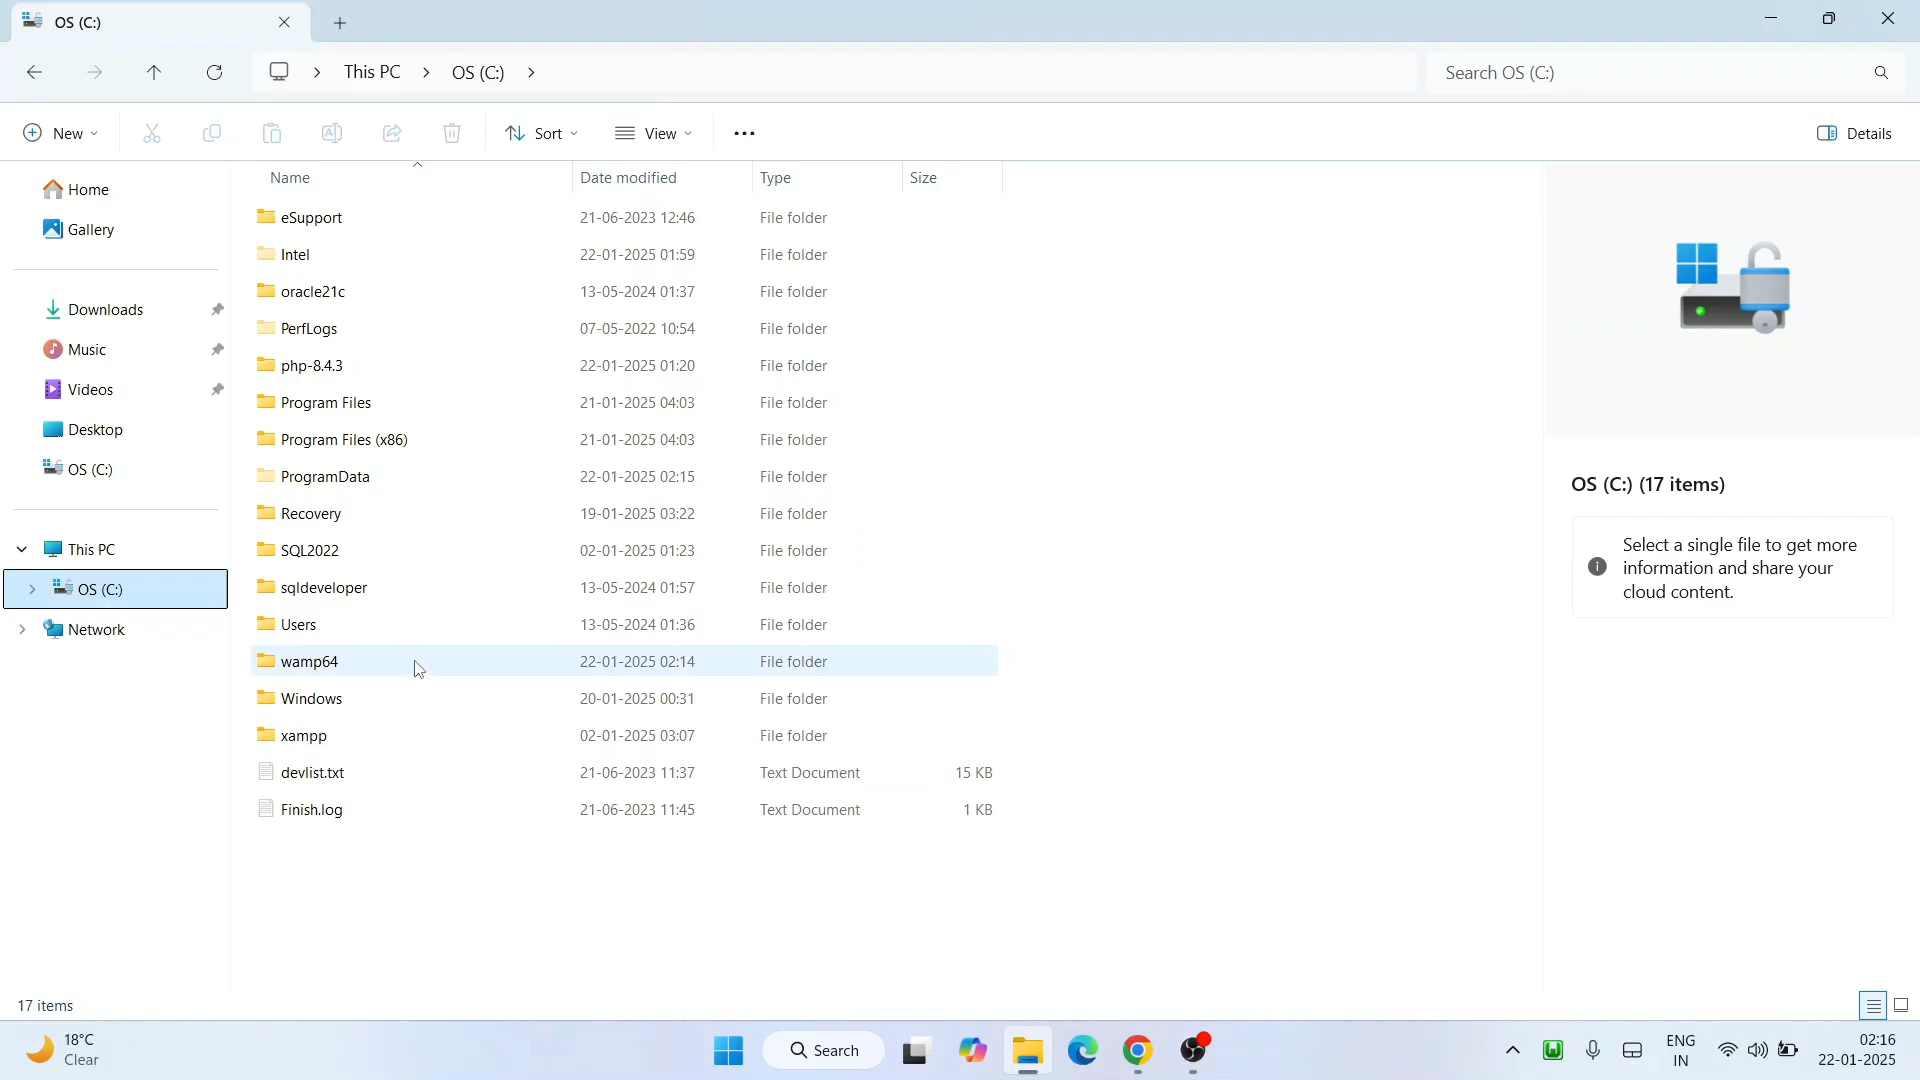 OS (C:)
This PC
OS (C:)
Search OS (C:)
New
Sort
View
Details
Name
Date modified
Type
Size
Home
Gallery
Downloads
Music
Videos
Desktop
OS (C:)
This PC
OS (C:)
Network
eSupport 21-06-2023 12:46 File folder
Intel 22-01-2025 01:59 File folder
oracle21c 13-05-2024 01:37 File folder
PerfLogs 07-05-2022 10:54 File folder
php-8.4.3 22-01-2025 01:20 File folder
Program Files 21-01-2025 04:03 File folder
Program Files (x86) 21-01-2025 04:03 File folder
ProgramData 22-01-2025 02:15 File folder
Recovery 19-01-2025 03:22 File folder
SQL2022 02-01-2025 01:23 File folder
sqldeveloper 13-05-2024 01:57 File folder
Users 13-05-2024 01:36 File folder
wamp64 22-01-2025 02:14 File folder
Windows 20-01-2025 00:31 File folder
xampp 02-01-2025 03:07 File folder
devlist.txt 21-06-2023 11:37 Text Document 15 KB
Finish.log 21-06-2023 11:45 Text Document 1 KB
OS (C:) (17 items)
Select a single file to get more
information and share your
cloud content.
17 items
18°C
Clear
Search
ENG
IN
02:16
22-01-2025